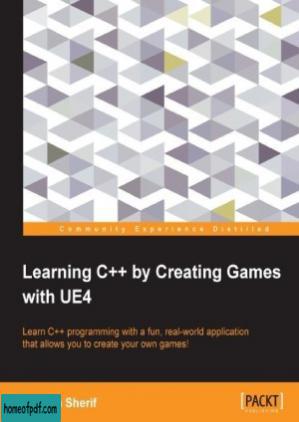 Community Experience Distilled
Learning C++ by Creating Games
with UE4
Learn C++ programming with a fun, real-world application
that allows you to create your own games!
Sherif
homeofpdf.com
[PACKT]
PUBLISHING